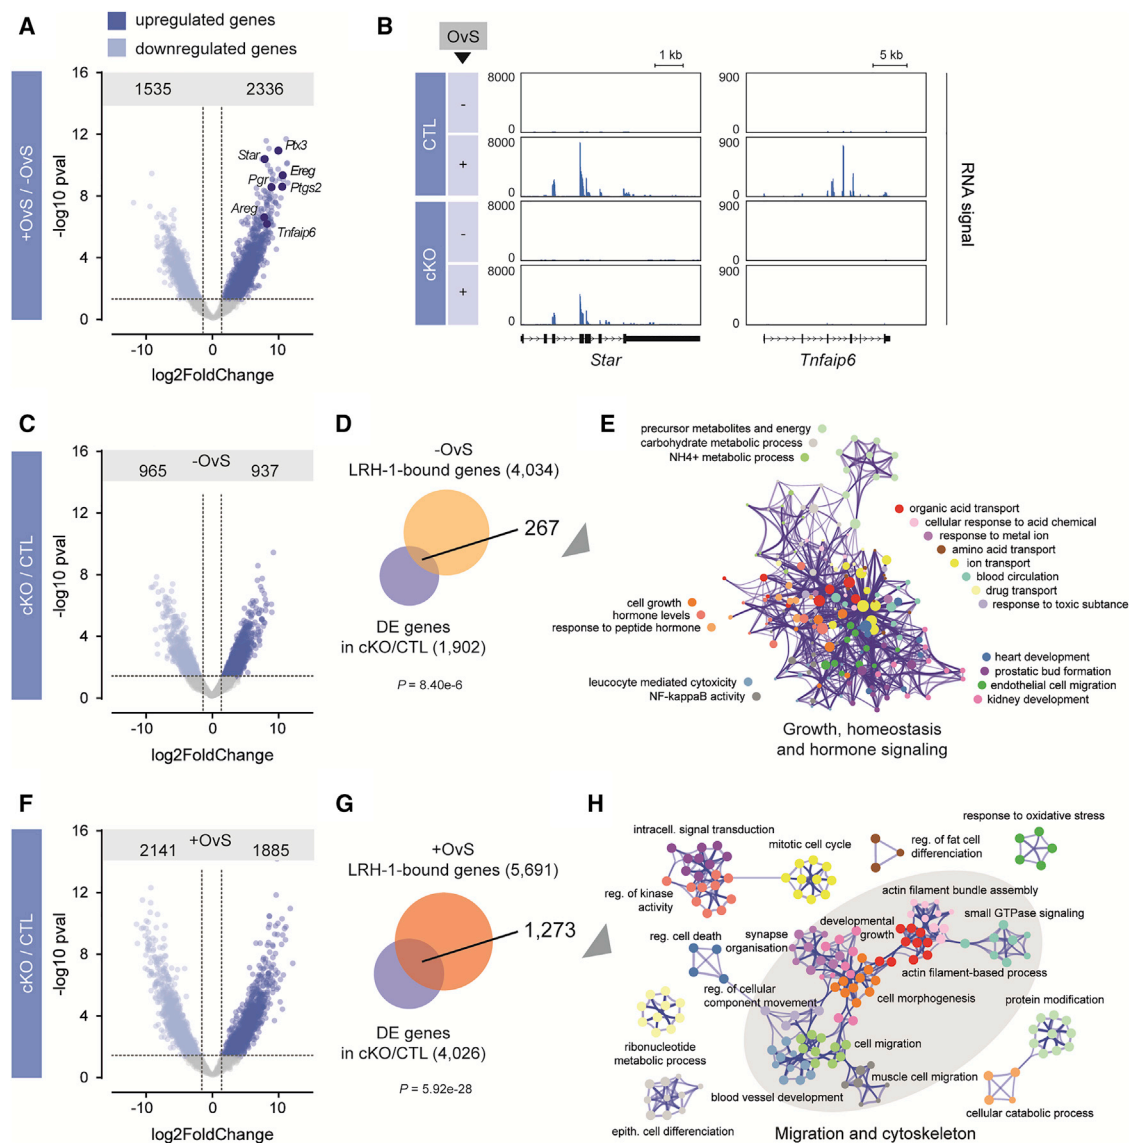 A
upregulated genes
downregulated genes
+OvS / -OvS
-log10 pval
16
12
8
4
0
1535
2336
Ptx3
Star
Ereg
Pgr
Ptgs2
Areg
Tnfaip6
-10
0
10
log2FoldChange
B
OvS
1 kb
5 kb
CTL
cKO
-
+
-
+
8000
0
8000
0
8000
0
8000
0
900
0
900
0
900
0
900
0
RNA signal
Star
Tnfaip6
C
cKO / CTL
-log10 pval
16
12
8
4
0
965
-OvS
937
-10
0
10
log2FoldChange
D
-OvS
LRH-1-bound genes (4,034)
267
DE genes
in cKO/CTL (1,902)
P = 8.40e-6
E
precursor metabolites and energy
carbohydrate metabolic process
NH4+ metabolic process
organic acid transport
cellular response to acid chemical
response to metal ion
amino acid transport
ion transport
blood circulation
drug transport
response to toxic subtance
cell growth
hormone levels
response to peptide hormone
leucocyte mediated cytoxicity
NF-kappaB activity
heart development
prostatic bud formation
endothelial cell migration
kidney development
Growth, homeostasis
and hormone signaling
F
cKO / CTL
-log10 pval
16
12
8
4
0
2141
+OvS
1885
-10
0
10
log2FoldChange
G
+OvS
LRH-1-bound genes (5,691)
1,273
DE genes
in cKO/CTL (4,026)
P = 5.92e-28
H
response to oxidative stress
intracell. signal transduction
mitotic cell cycle
reg. of fat cell
differenciation
reg. of kinase
activity
actin filament bundle assembly
small GTPase signaling
developmental
growth
synapse
organisation
reg. cell death
actin filament-based process
reg. of cellular
component movement
cell morphogenesis
protein modification
ribonucleotide
metabolic process
cell migration
muscle cell migration
blood vessel development
cellular catabolic process
epith. cell differenciation
Migration and cytoskeleton